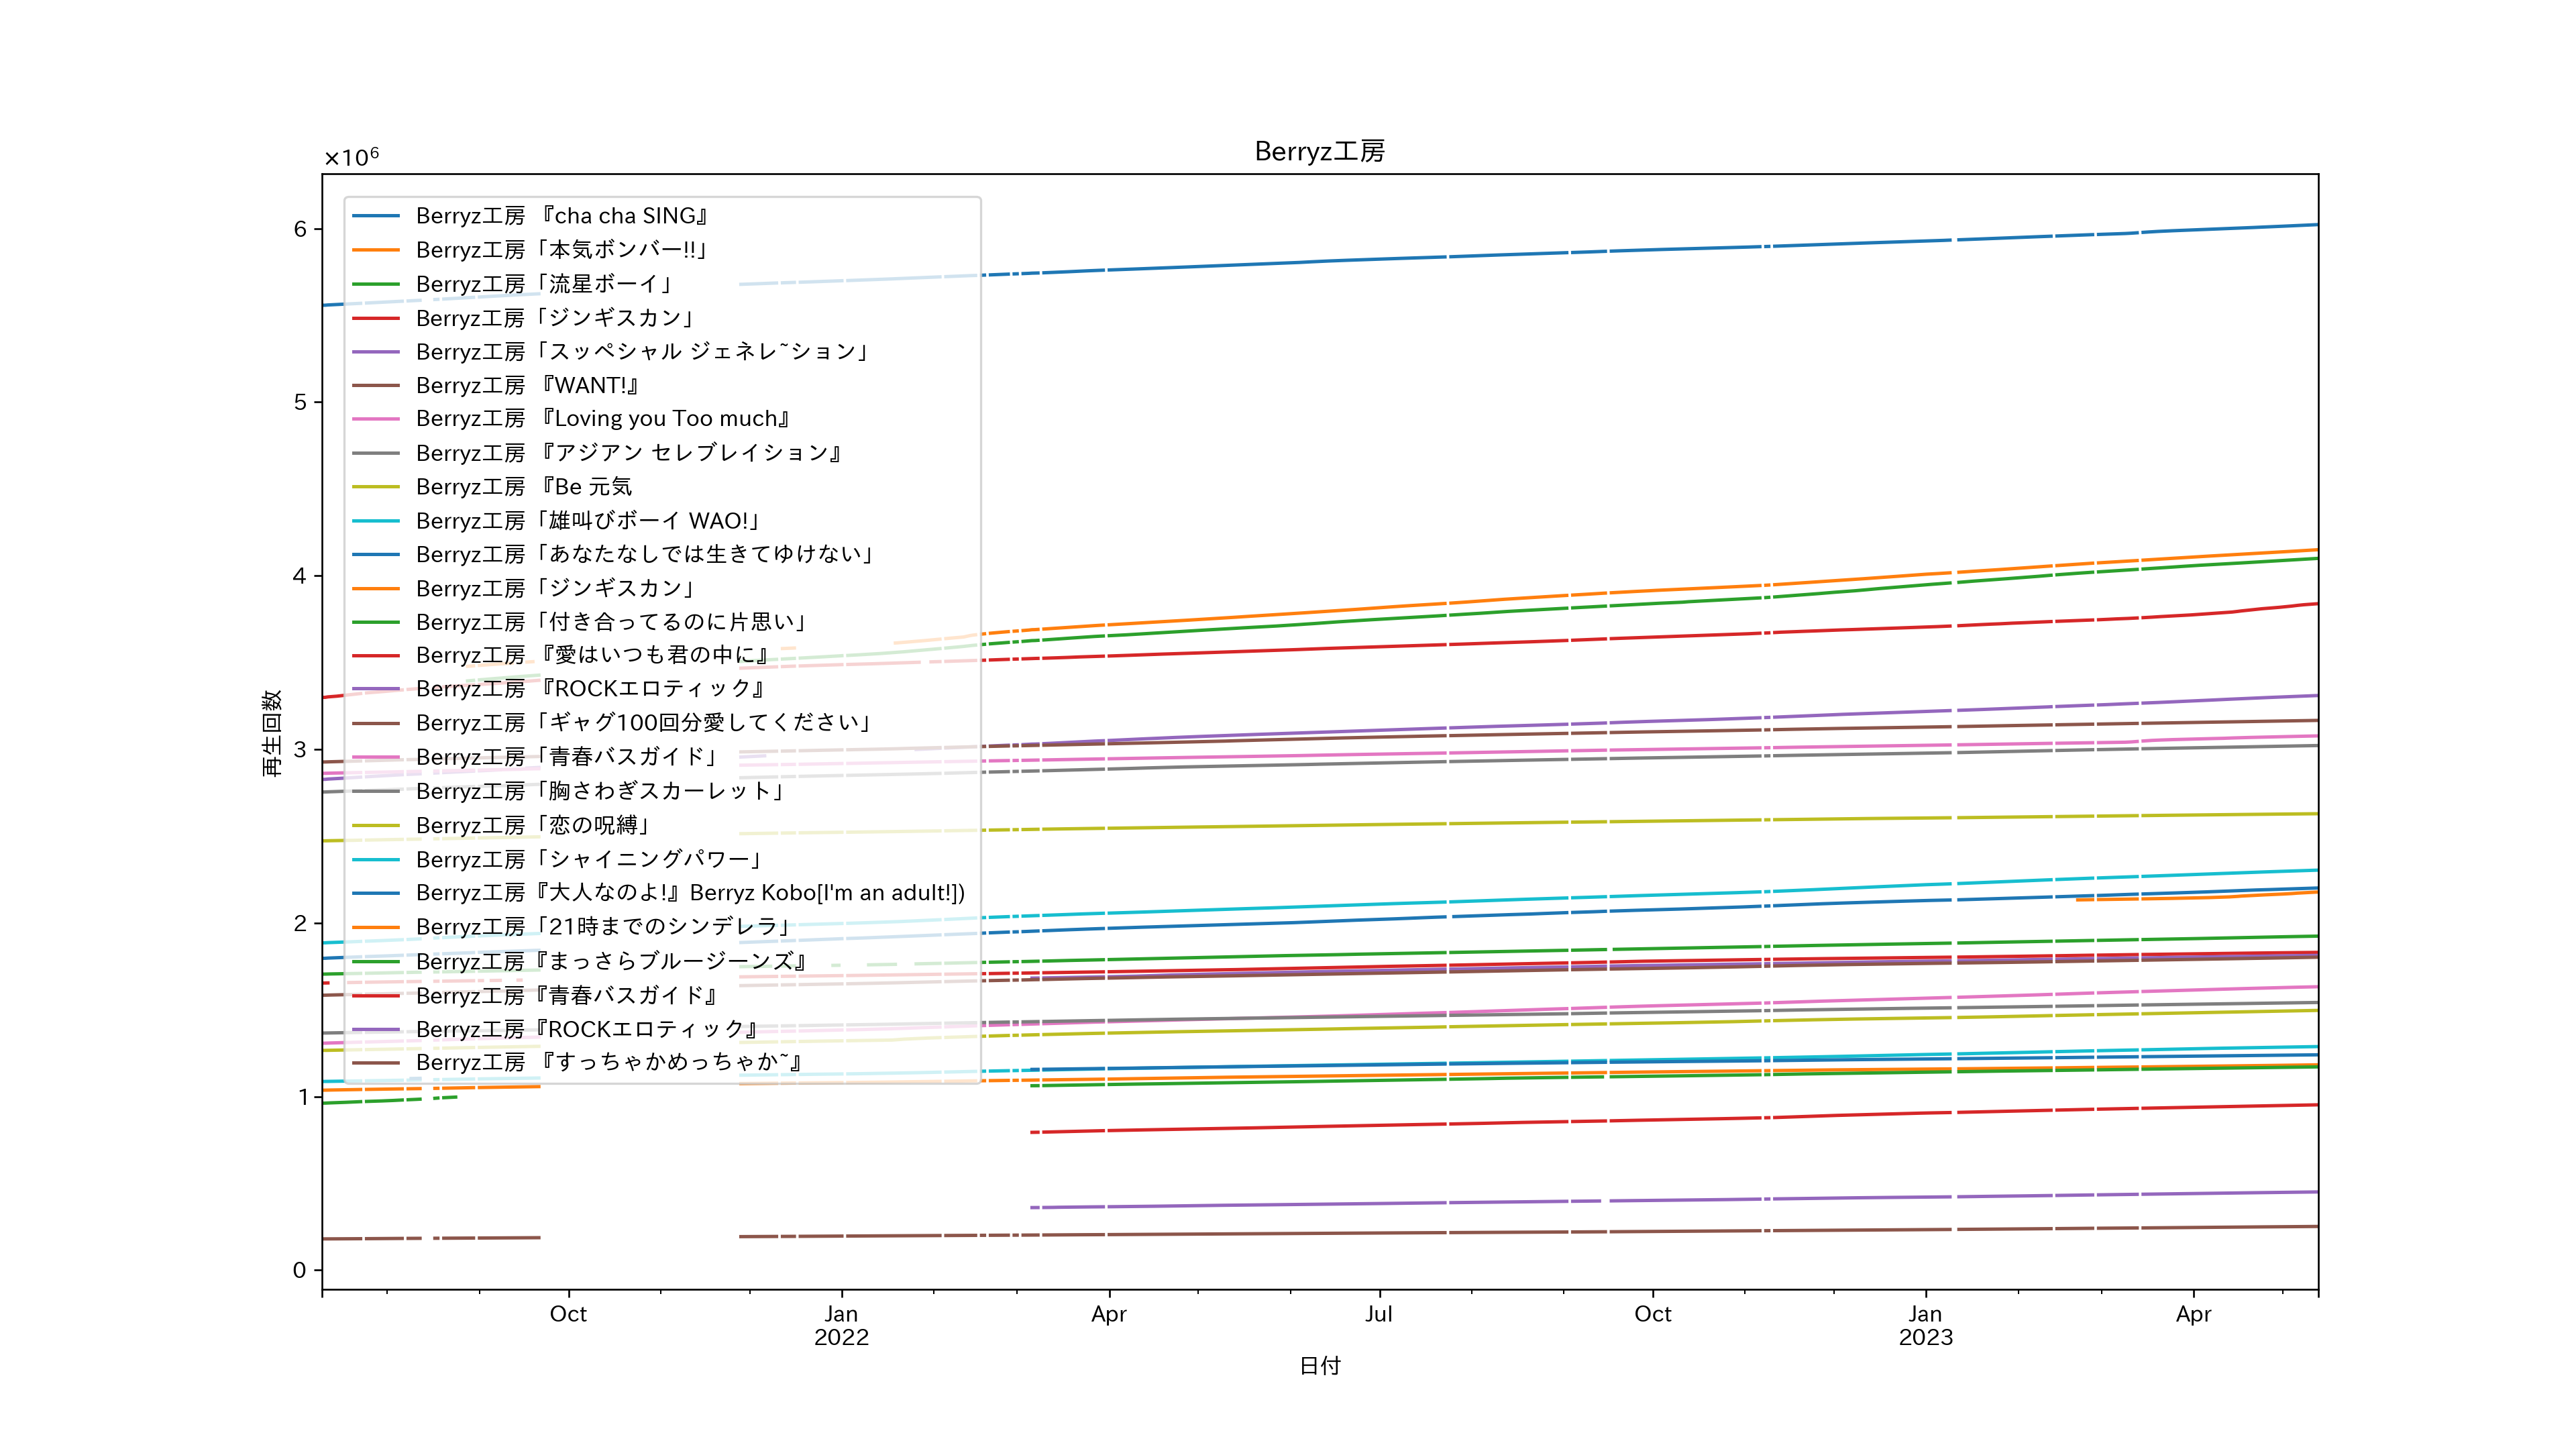 Berryz工房
×10⁶
6
5
4
3
2
1
0
再生回数
Berryz工房 『cha cha SING』
Berryz工房「本気ボンバー!!」
Berryz工房「流星ボーイ」
Berryz工房「ジンギスカン」
Berryz工房「スッペシャル ジェネレ~ション」
Berryz工房 『WANT!』
Berryz工房 『Loving you Too much』
Berryz工房 『アジアン セレブレイション』
Berryz工房 『Be 元気
Berryz工房「雄叫びボーイ WAO!」
Berryz工房「あなたなしでは生きてゆけない」
Berryz工房「ジンギスカン」
Berryz工房「付き合ってるのに片思い」
Berryz工房 『愛はいつも君の中に』
Berryz工房 『ROCKエロティック』
Berryz工房「ギャグ100回分愛してください」
Berryz工房「青春バスガイド」
Berryz工房「胸さわぎスカーレット」
Berryz工房「恋の呪縛」
Berryz工房「シャイニングパワー」
Berryz工房『大人なのよ!』Berryz Kobo[I'm an adult!])
Berryz工房「21時までのシンデレラ」
Berryz工房『まっさらブルージーンズ』
Berryz工房『青春バスガイド』
Berryz工房『ROCKエロティック』
Berryz工房 『すっちゃかめっちゃか~』
Oct Jan Apr Jul Oct Jan Apr
2022 2023
日付